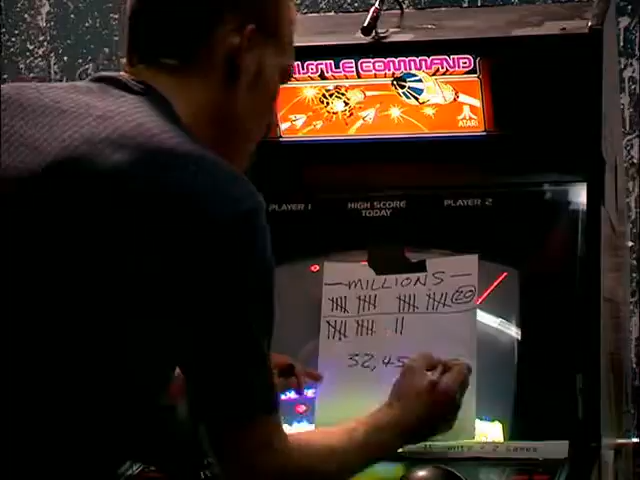 MISSILE COMMAND
ATARI
PLAYER 1 HIGH SCORE TODAY PLAYER 2
—MILLIONS—
20
32,45